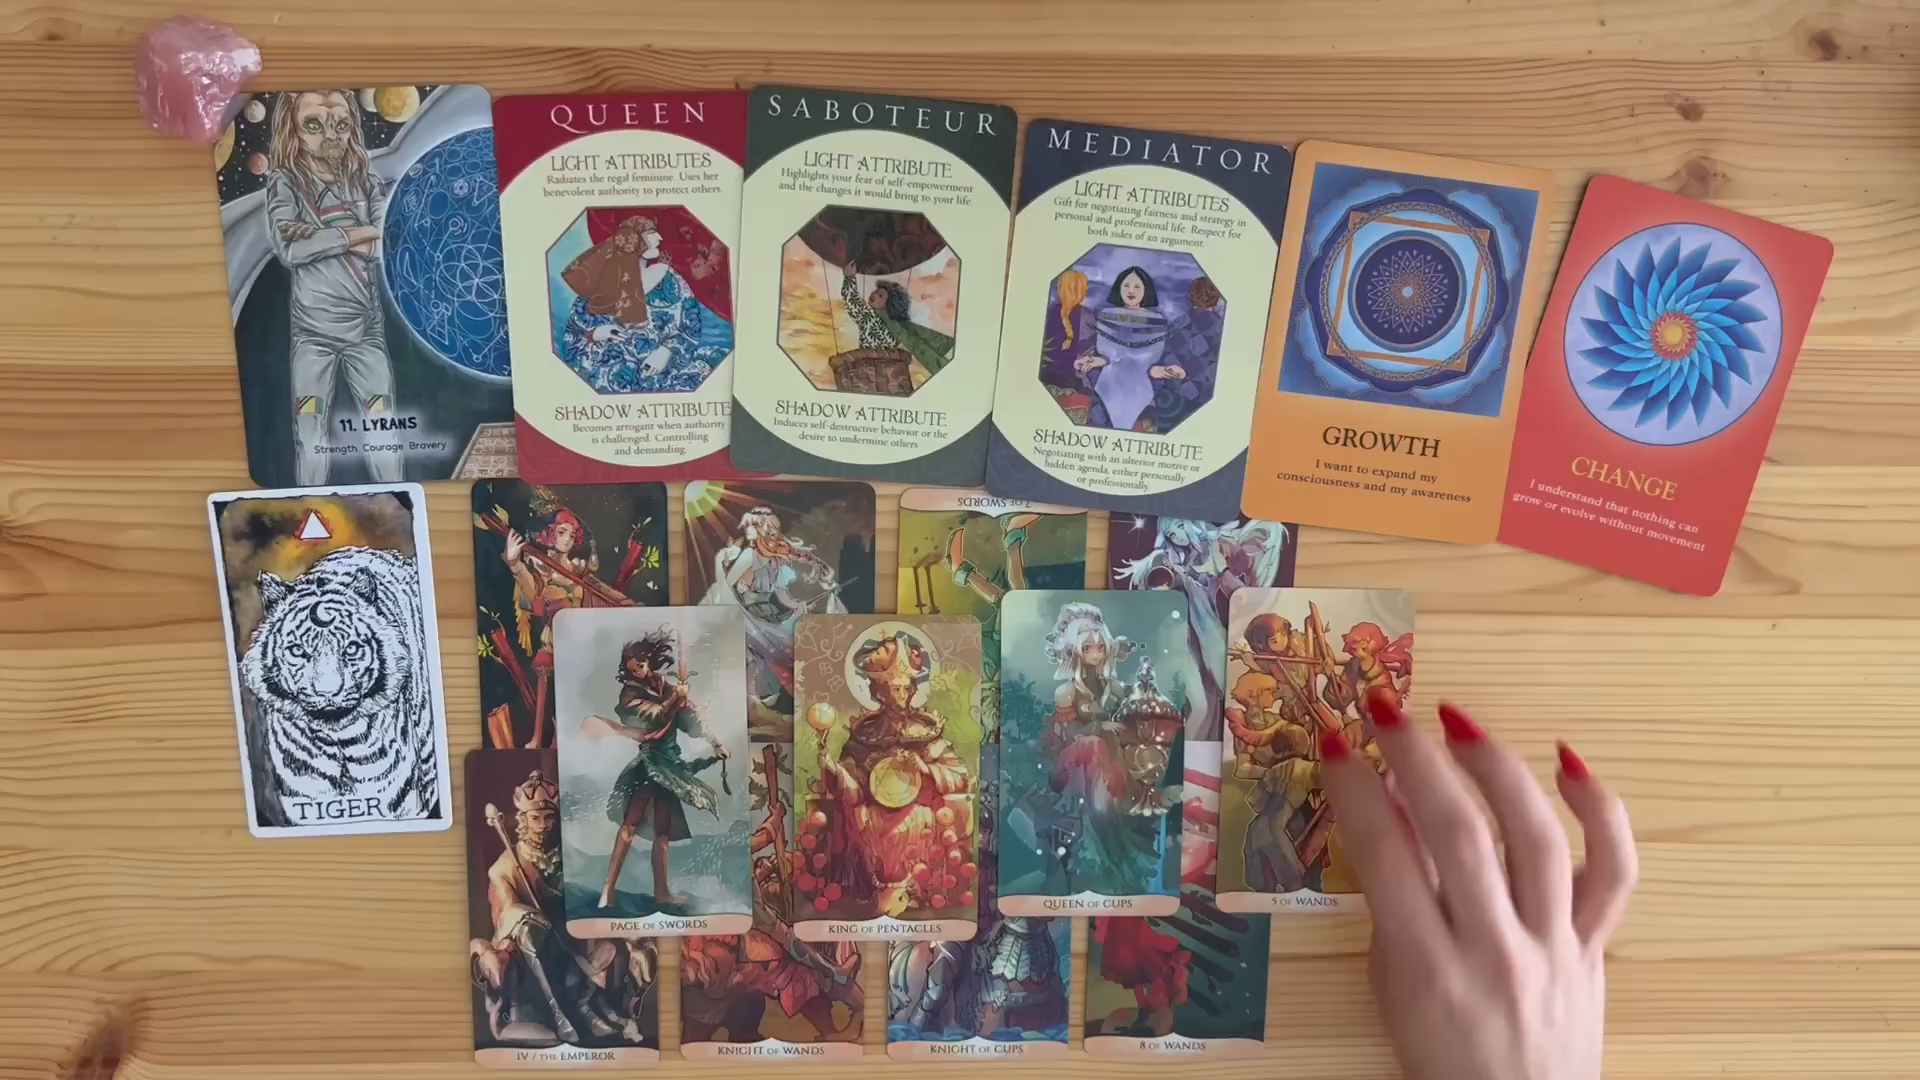 11. LYRANS
Strength. Courage. Bravery
QUEEN
LIGHT ATTRIBUTES
Radiates the regal feminine. Uses her
benevolent authority to protect others.
SHADOW ATTRIBUTE
Becomes arrogant when authority
is challenged. Controlling
and demanding.
SABOTEUR
LIGHT ATTRIBUTE
Highlights your fear of self-empowerment
and the changes it would bring to your life.
SHADOW ATTRIBUTE
Induces self-destructive behavior or the
desire to undermine others
MEDIATOR
LIGHT ATTRIBUTES
Gift for negotiating fairness and strategy in
personal and professional life. Respect for
both sides of an argument.
SHADOW ATTRIBUTE
Negotiating with an ulterior motive or
hidden agenda, either personally
or professionally.
GROWTH
I want to expand my
consciousness and my awareness
CHANGE
I understand that nothing can
grow or evolve without movement
TIGER
7 OF SWORDS
PAGE OF SWORDS
KING OF PENTACLES
QUEEN OF CUPS
5 OF WANDS
IV / THE EMPEROR
KNIGHT OF WANDS
KNIGHT OF CUPS
8 OF WANDS